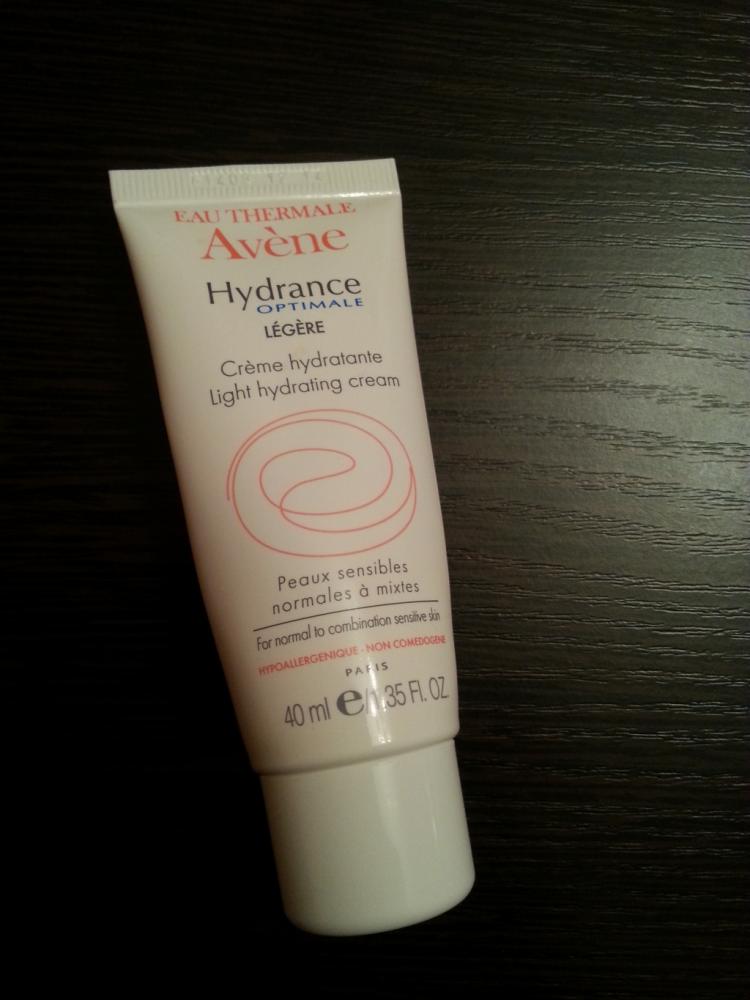 EAU THERMALE
Avène
Hydrance
OPTIMALE
LÉGÈRE
Crème hydratante
Light hydrating cream
Peaux sensibles
normales à mixtes
For normal to combination sensitive skin
HYPOALLERGENIQUE - NON COMEDOGENE
PARIS
40 ml e/1.35 Fl. OZ